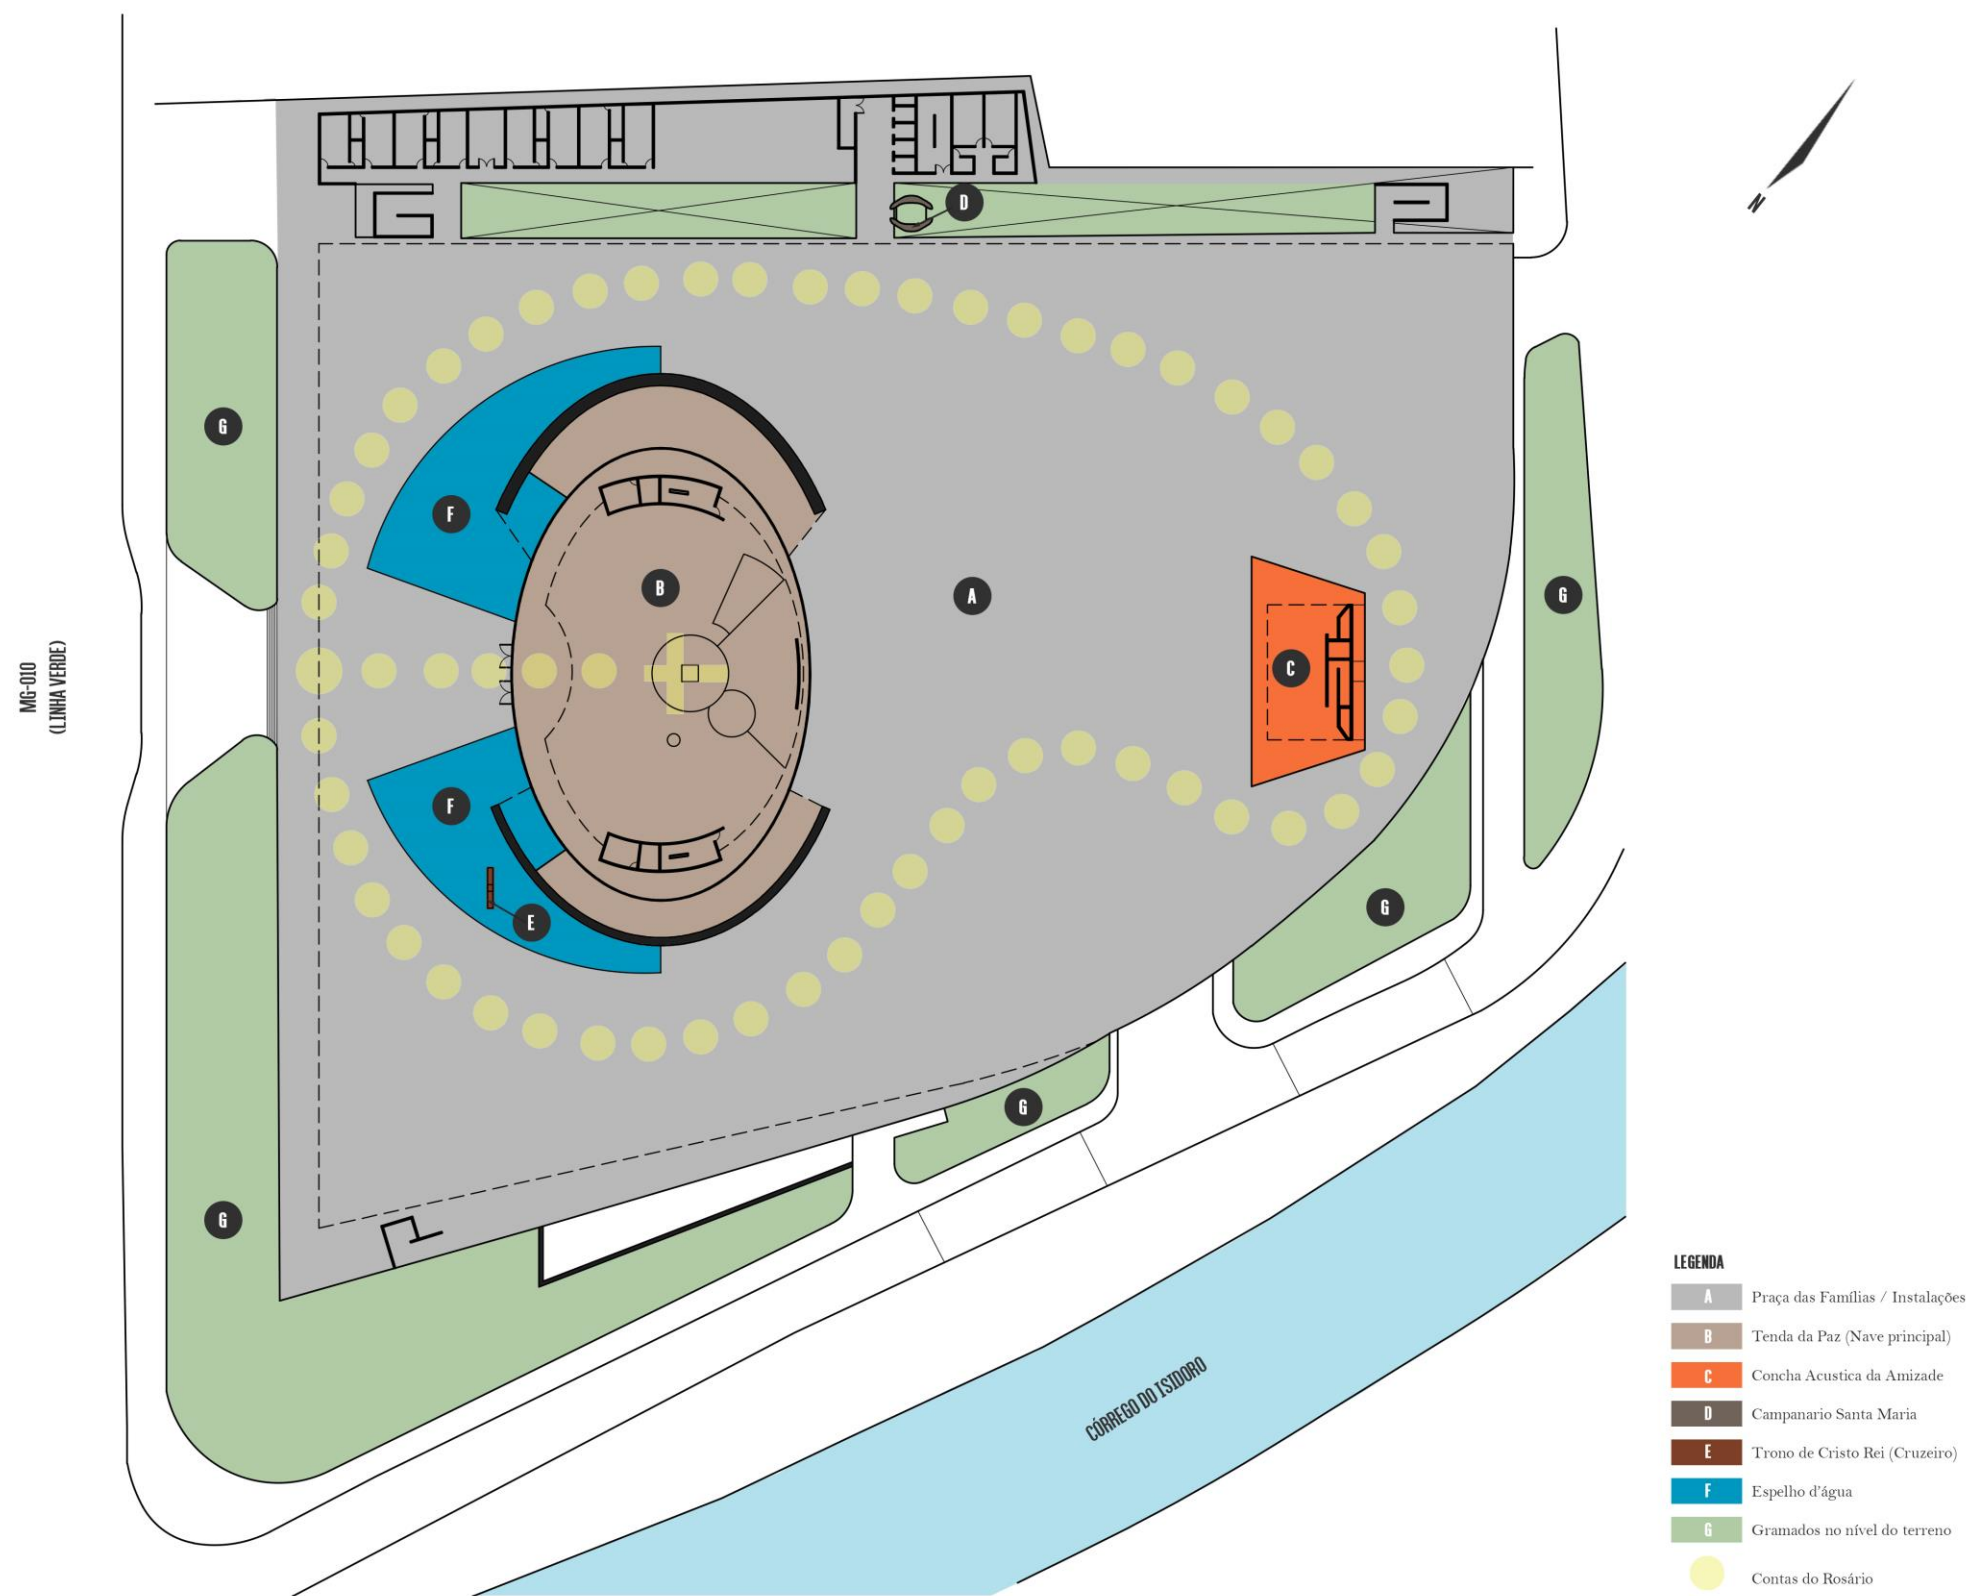 N
D
G
F
B
A
G
C
F
E
G
G
G
MG-010
(LINHA VERDE)
CÓRREGO DO ISIDORO
LEGENDA
A Praça das Famílias / Instalações
B Tenda da Paz (Nave principal)
C Concha Acustica da Amizade
D Campanario Santa Maria
E Trono de Cristo Rei (Cruzeiro)
F Espelho d'água
G Gramados no nível do terreno
Contas do Rosário